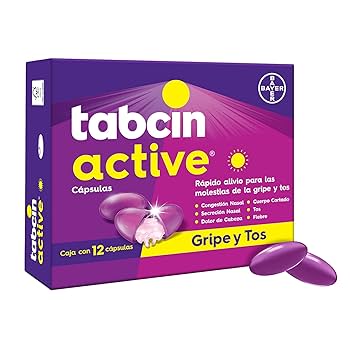 BAYER
BAYER
tabcin
active®
Cápsulas
Rápido alivio para las
molestias de la gripe y tos
• Congestión Nasal
• Secreción Nasal
• Dolor de Cabeza
• Cuerpo Cortado
• Tos
• Fiebre
Caja con 12 cápsulas
Gripe y Tos
tabcin
active